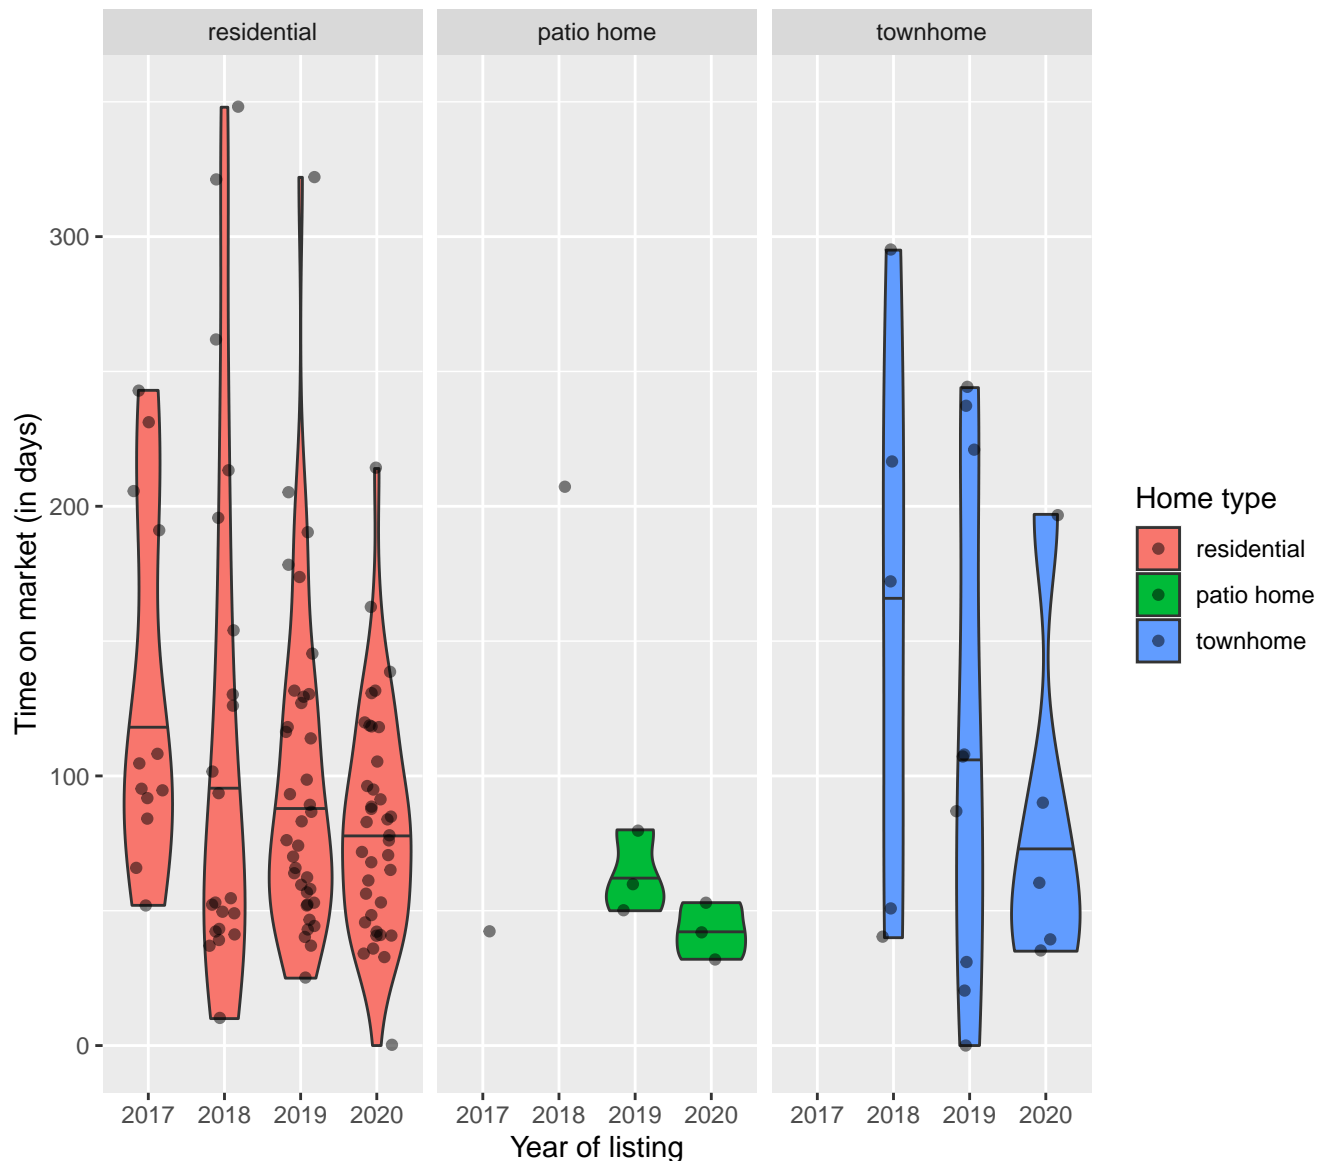 residential patio home townhome
300
200
100
0
Time on market (in days)
2017 2018 2019 2020 2017 2018 2019 2020 2017 2018 2019 2020
Year of listing
Home type
residential
patio home
townhome